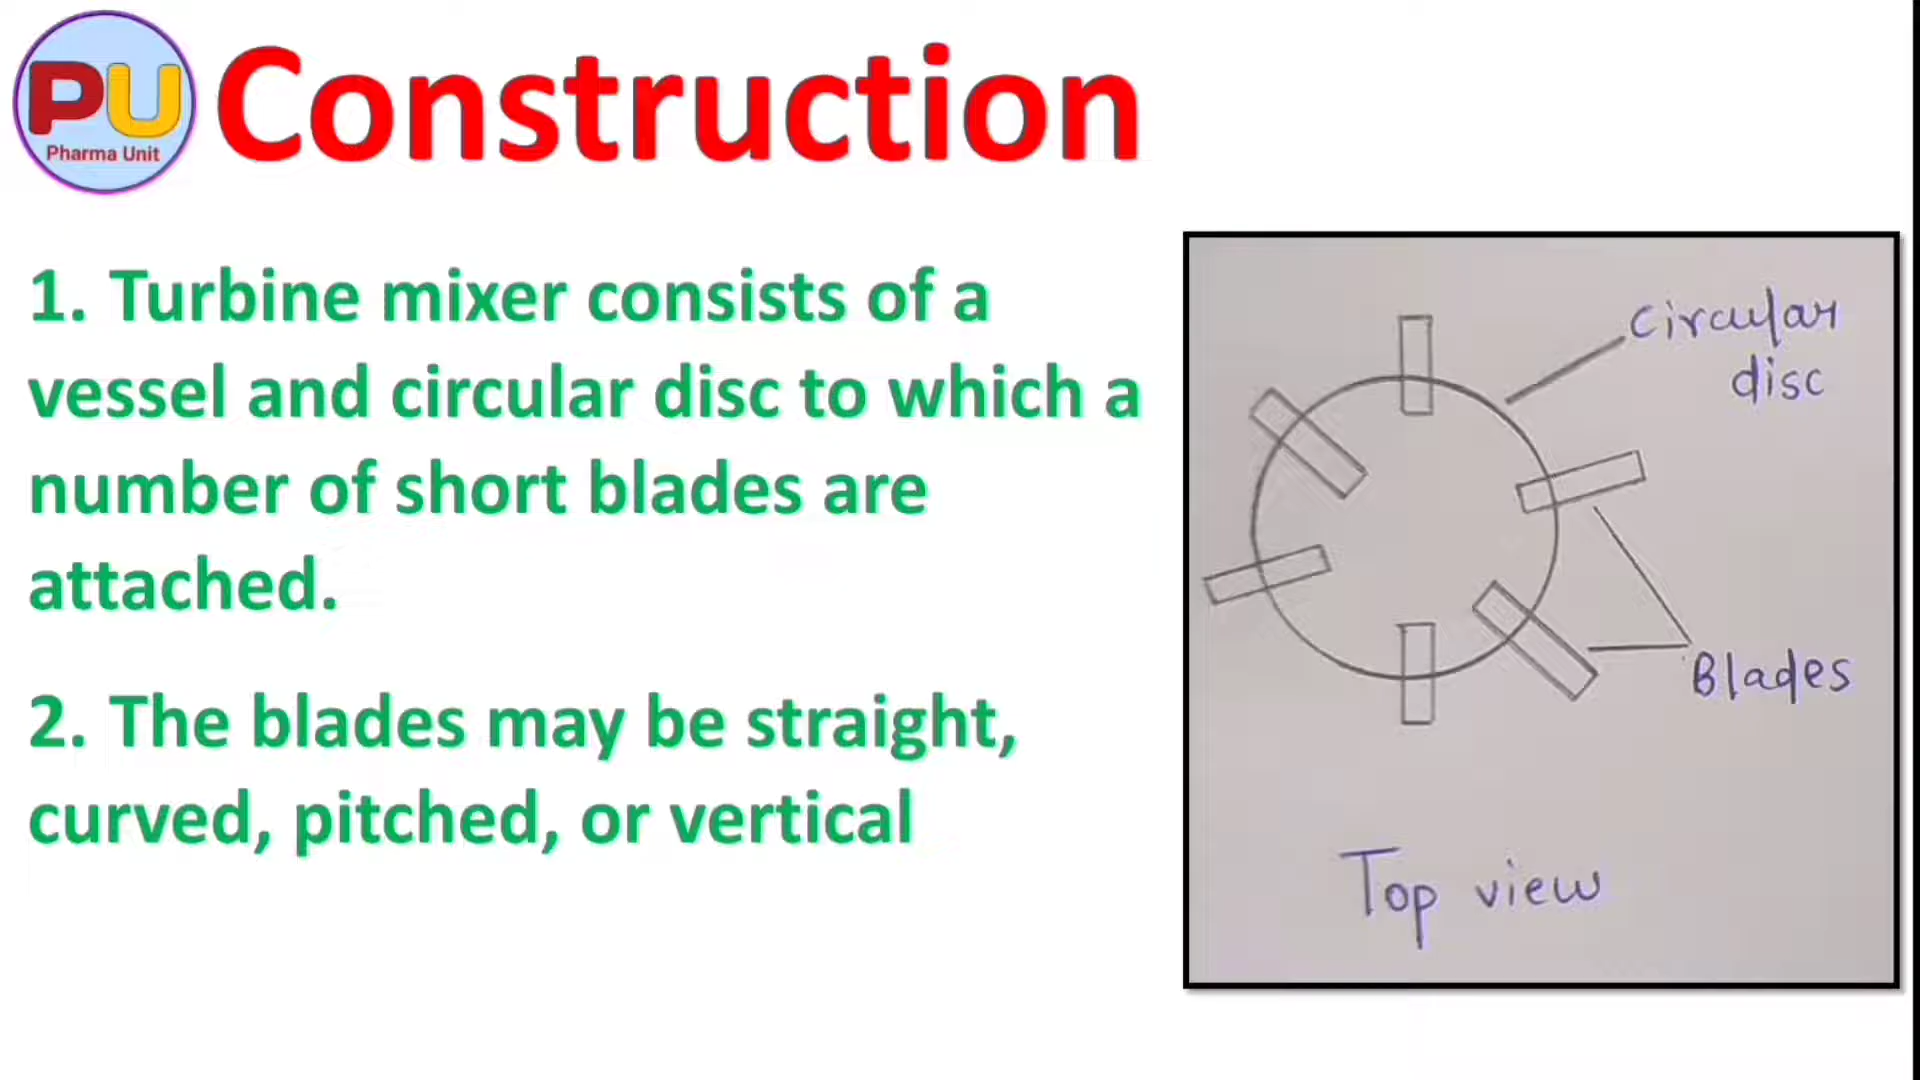 PU
Pharma Unit
Construction
1. Turbine mixer consists of a
vessel and circular disc to which a
number of short blades are
attached.
2. The blades may be straight,
curved, pitched, or vertical
circular
disc
Blades
Top view